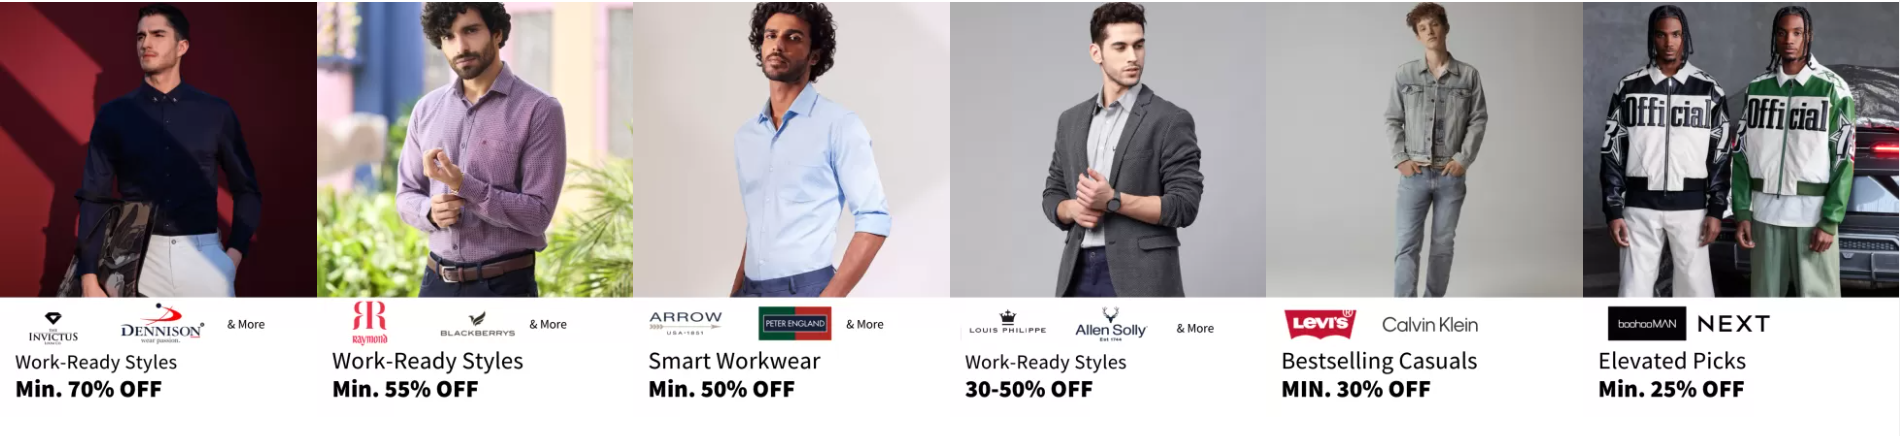 Official
Official
THE
INVICTUS
DENNISON
wear passion.
& More
Work-Ready Styles
Min. 70% OFF
Raymond
BLACKBERRYS
& More
Work-Ready Styles
Min. 55% OFF
ARROW
USA•1851
PETER ENGLAND
& More
Smart Workwear
Min. 50% OFF
LOUIS PHILIPPE
Allen Solly
Est 1744
& More
Work-Ready Styles
30-50% OFF
LEVI'S
Calvin Klein
Bestselling Casuals
MIN. 30% OFF
boohooMAN
NEXT
Elevated Picks
Min. 25% OFF